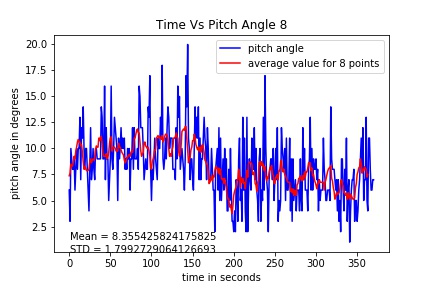 Time Vs Pitch Angle 8
pitch angle
average value for 8 points
pitch angle in degrees
20.0
17.5
15.0
12.5
10.0
7.5
5.0
2.5
Mean = 8.355425824175825
STD = 1.7992729064126693
0 50 100 150 200 250 300 350
time in seconds